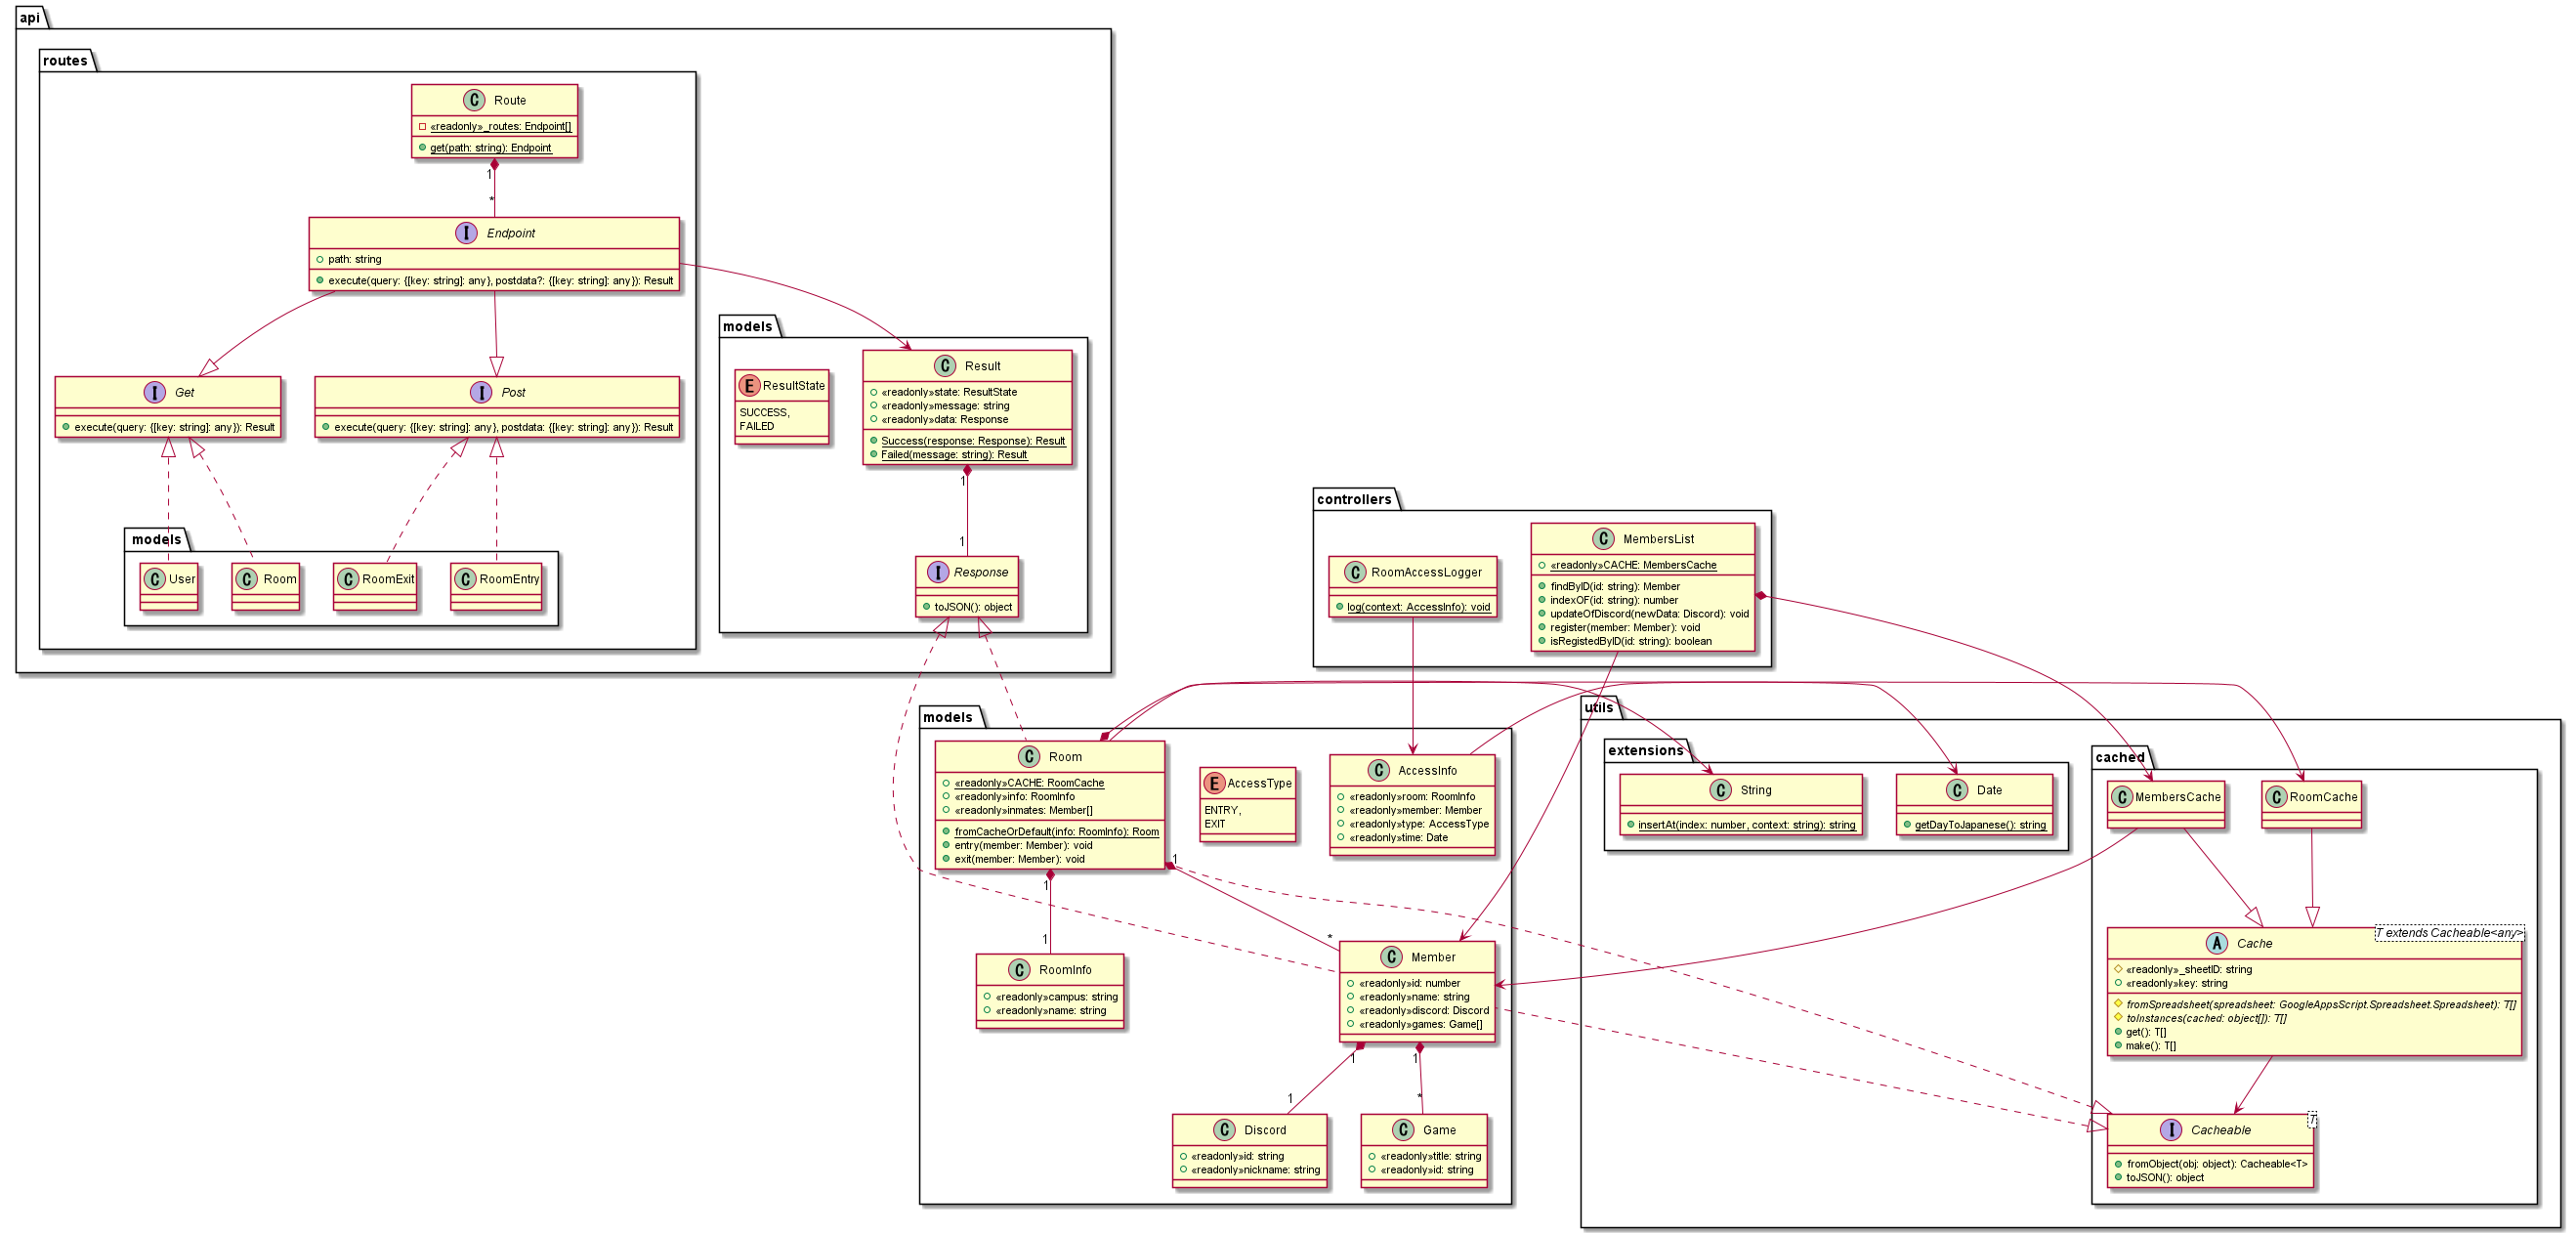 api
routes
Route
«readonly»_routes: Endpoint[]
get(path: string): Endpoint
1
*
Endpoint
path: string
execute(query: {[key: string]: any}, postdata?: {[key: string]: any}): Result
Get
execute(query: {[key: string]: any}): Result
Post
execute(query: {[key: string]: any}, postdata: {[key: string]: any}): Result
models
User
Room
RoomExit
RoomEntry
models
ResultState
SUCCESS,
FAILED
Result
«readonly»state: ResultState
«readonly»message: string
«readonly»data: Response
Success(response: Response): Result
Failed(message: string): Result
1
1
Response
toJSON(): object
controllers
RoomAccessLogger
log(context: AccessInfo): void
MembersList
«readonly»CACHE: MembersCache
findByID(id: string): Member
indexOF(id: string): number
updateOfDiscord(newData: Discord): void
register(member: Member): void
isRegistedByID(id: string): boolean
models
Room
«readonly»CACHE: RoomCache
«readonly»info: RoomInfo
«readonly»inmates: Member[]
fromCacheOrDefault(info: RoomInfo): Room
entry(member: Member): void
exit(member: Member): void
AccessType
ENTRY,
EXIT
AccessInfo
«readonly»room: RoomInfo
«readonly»member: Member
«readonly»type: AccessType
«readonly»time: Date
1
1
1
*
RoomInfo
«readonly»campus: string
«readonly»name: string
Member
«readonly»id: number
«readonly»name: string
«readonly»discord: Discord
«readonly»games: Game[]
1
1
1
*
Discord
«readonly»id: string
«readonly»nickname: string
Game
«readonly»title: string
«readonly»id: string
utils
extensions
String
insertAt(index: number, context: string): string
Date
getDayToJapanese(): string
cached
MembersCache
RoomCache
Cache
T extends Cacheable<any>
«readonly»_sheetID: string
«readonly»key: string
fromSpreadsheet(spreadsheet: GoogleAppsScript.Spreadsheet.Spreadsheet): T[]
toInstances(cached: object[]): T[]
get(): T[]
make(): T[]
Cacheable
T
fromObject(obj: object): Cacheable<T>
toJSON(): object